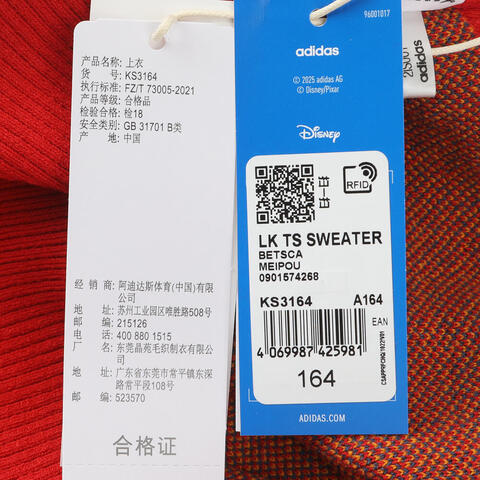 产品名称: 上衣
货 号: KS3164
执行标准: FZ/T 73005-2021
产品等级: 合格品
检验合格: 检18
安全类别: GB 31701 B类
产 地: 中国
经 销 商: 阿迪达斯体育(中国)有限
公司
地 址: 苏州工业园区唯胜路508号
邮 编: 215126
电 话: 400 880 1515
厂 名: 东莞晶苑毛织制衣有限公司
地 址: 广东省东莞市常平镇东深
路常平段108号
邮 编: 523570
合格证
96001017
adidas
© 2025 adidas AG
© Disney/Pixar
Disney
RFID
LK TS SWEATER
BETSCA
MEIPOU
0901574268
KS3164 A164
EAN
4 069987 425981
164
ADIDAS.COM
adidas